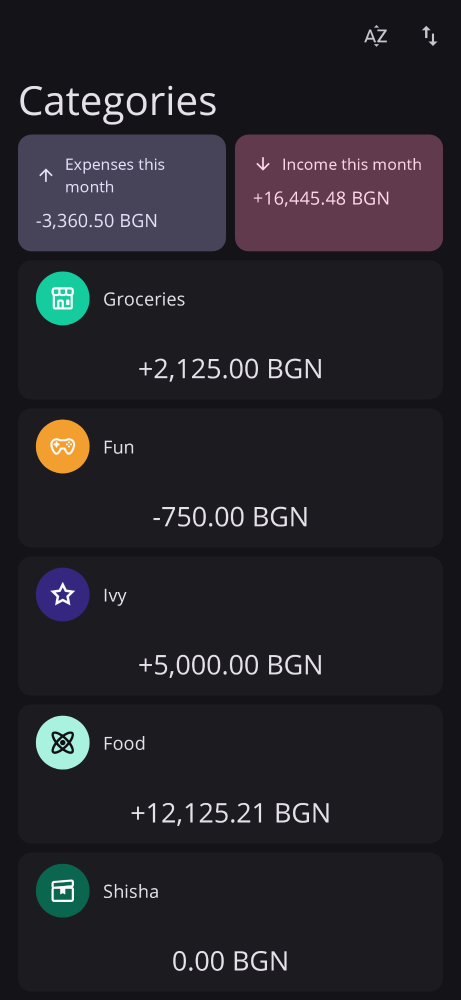 AZ
Categories
Expenses this
month
-3,360.50 BGN
Income this month
+16,445.48 BGN
Groceries
+2,125.00 BGN
Fun
-750.00 BGN
Ivy
+5,000.00 BGN
Food
+12,125.21 BGN
Shisha
0.00 BGN